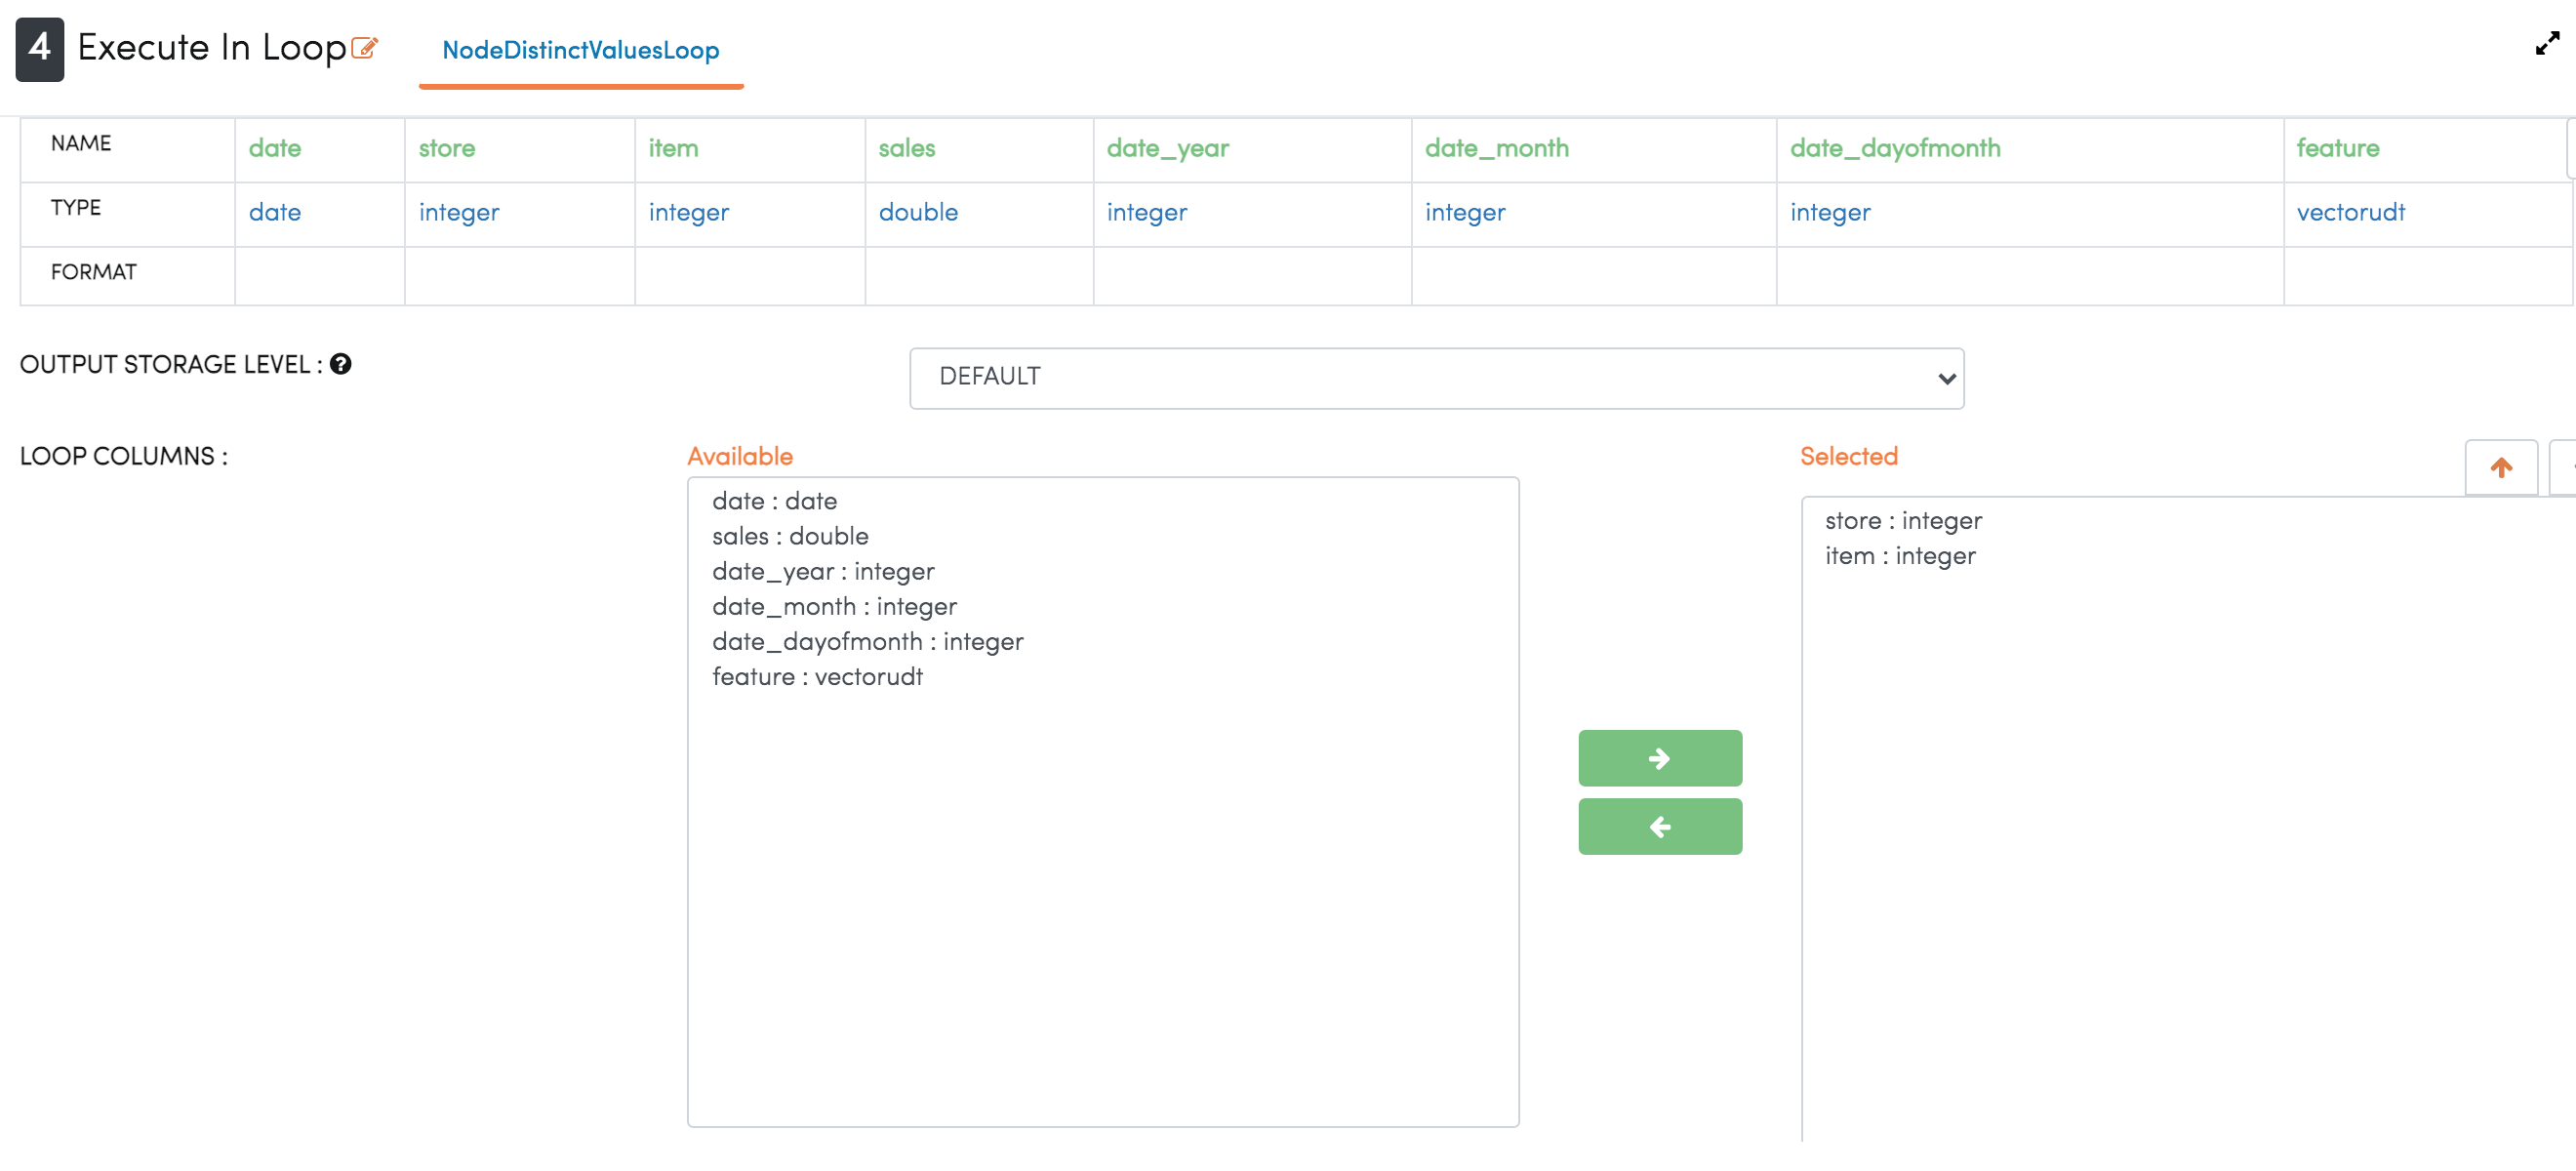 4 Execute In Loop NodeDistinctValuesLoop
NAME date store item sales date_year date_month date_dayofmonth feature
TYPE date integer integer double integer integer integer vectorudt
FORMAT
OUTPUT STORAGE LEVEL : ? DEFAULT
LOOP COLUMNS : Available Selected
date : date
sales : double
date_year : integer
date_month : integer
date_dayofmonth : integer
feature : vectorudt
store : integer
item : integer